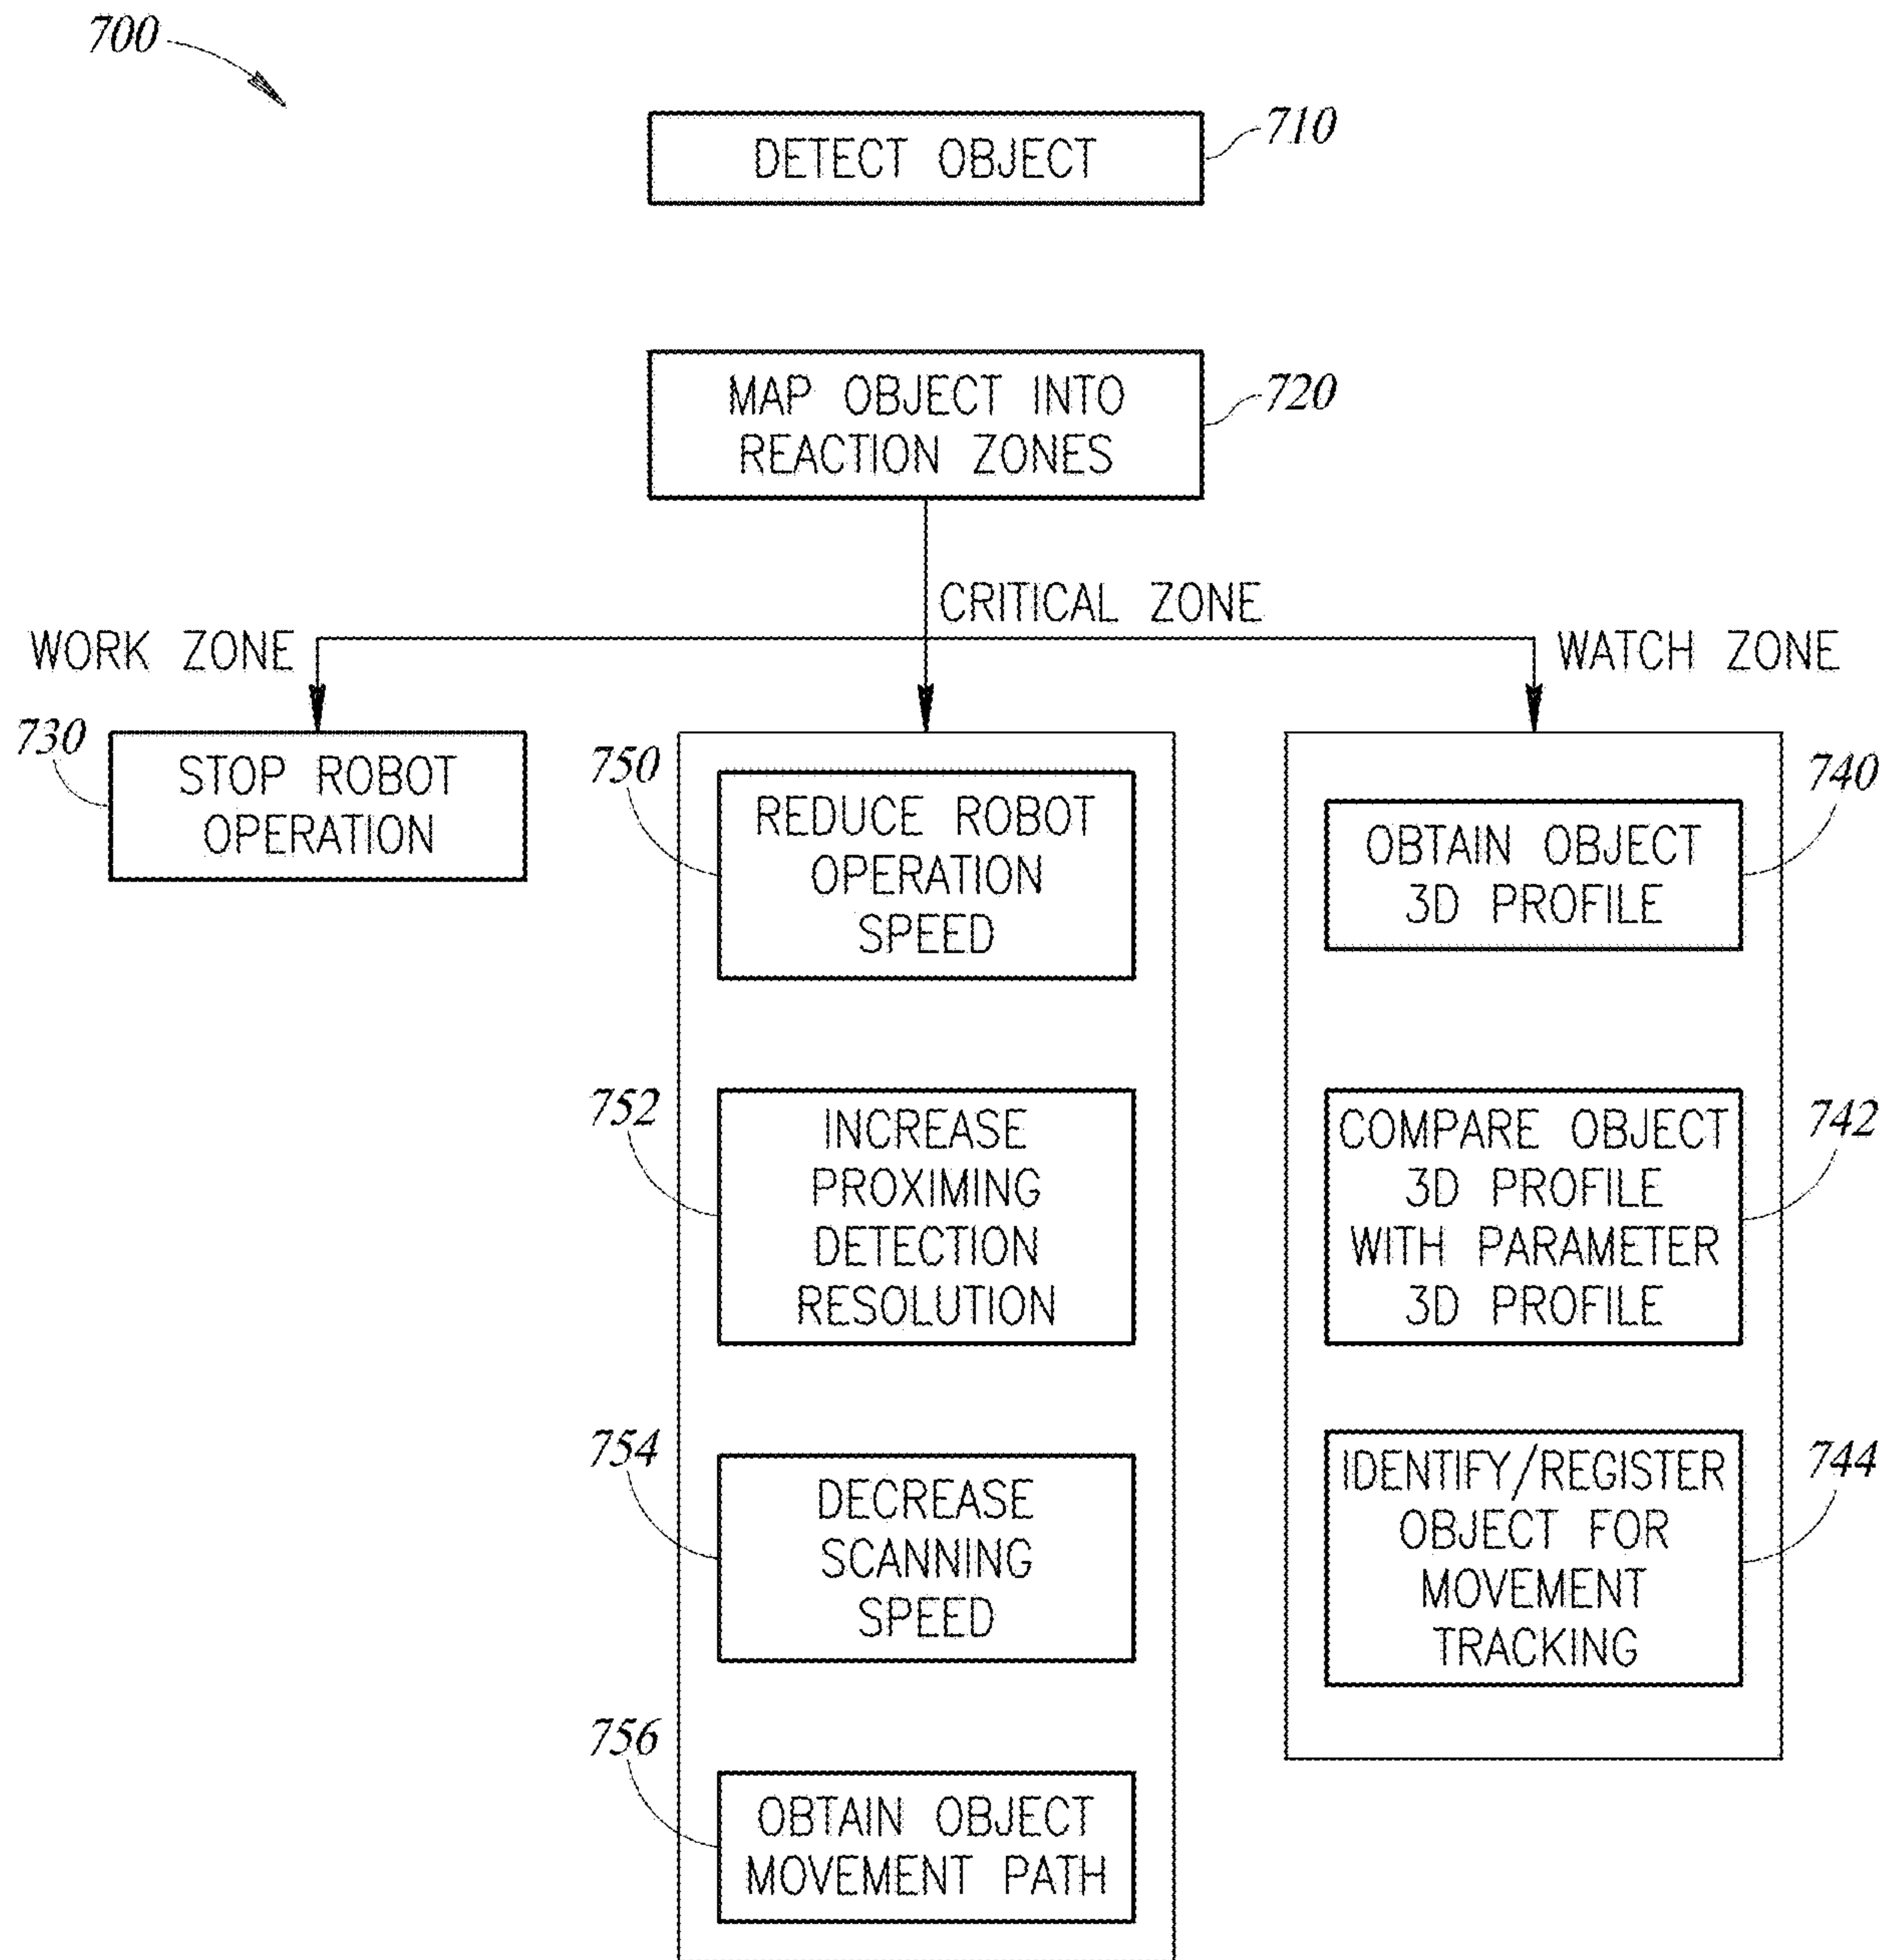 700
DETECT OBJECT
710
MAP OBJECT INTO
REACTION ZONES
720
WORK ZONE
CRITICAL ZONE
WATCH ZONE
730
STOP ROBOT
OPERATION
750
REDUCE ROBOT
OPERATION
SPEED
752
INCREASE
PROXIMING
DETECTION
RESOLUTION
754
DECREASE
SCANNING
SPEED
756
OBTAIN OBJECT
MOVEMENT PATH
740
OBTAIN OBJECT
3D PROFILE
742
COMPARE OBJECT
3D PROFILE
WITH PARAMETER
3D PROFILE
744
IDENTIFY/REGISTER
OBJECT FOR
MOVEMENT
TRACKING